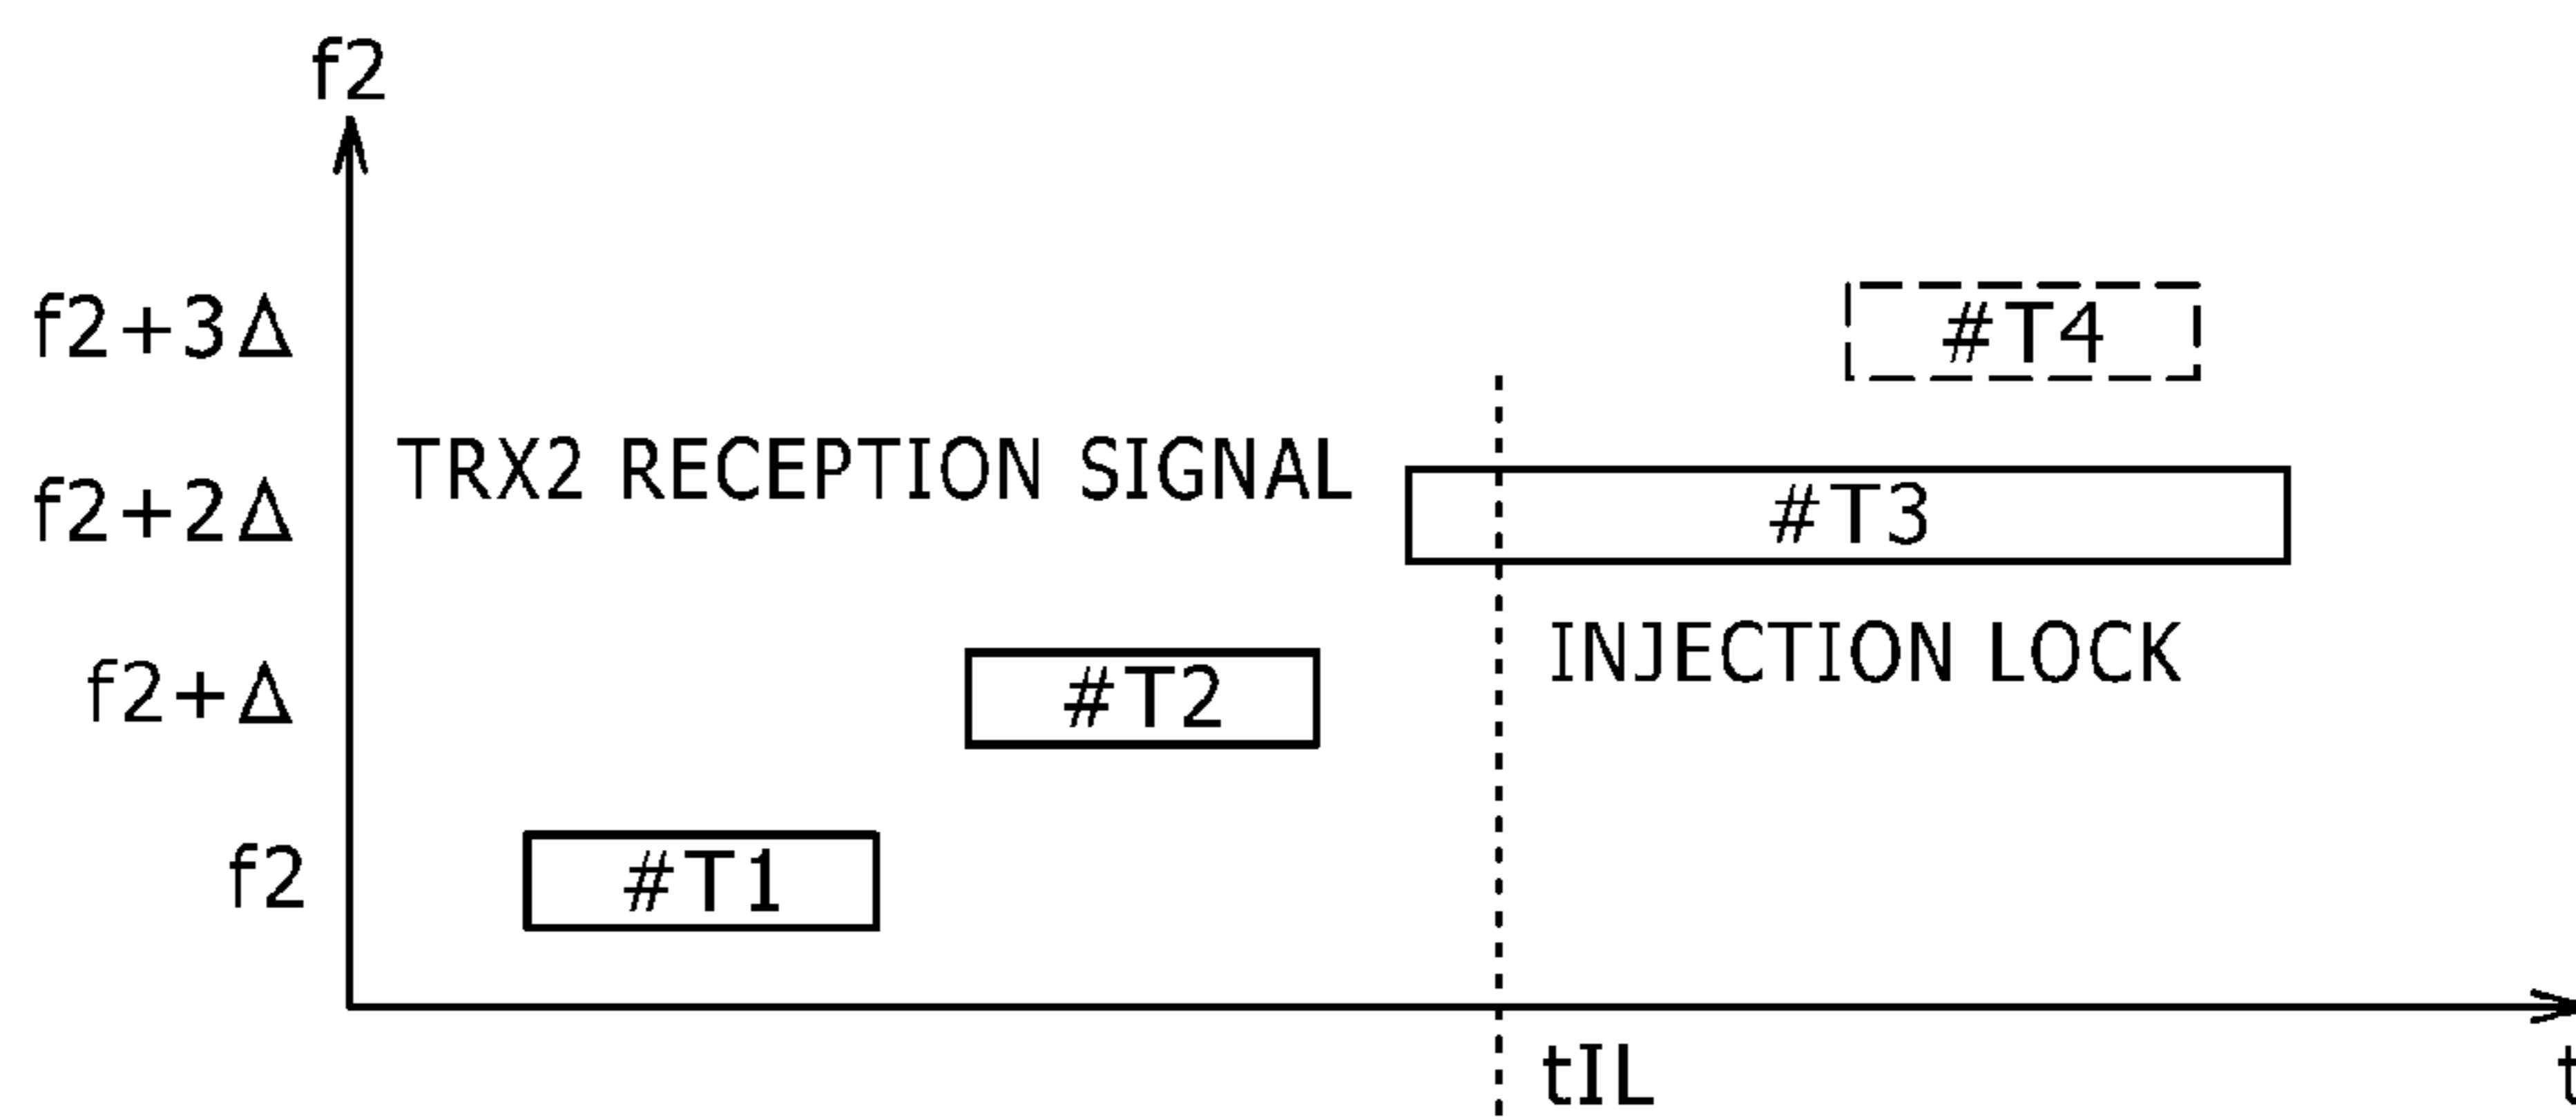 f2
f2+3Δ
#T4
TRX2 RECEPTION SIGNAL
f2+2Δ
#T3
INJECTION LOCK
f2+Δ
#T2
f2
#T1
tIL
t